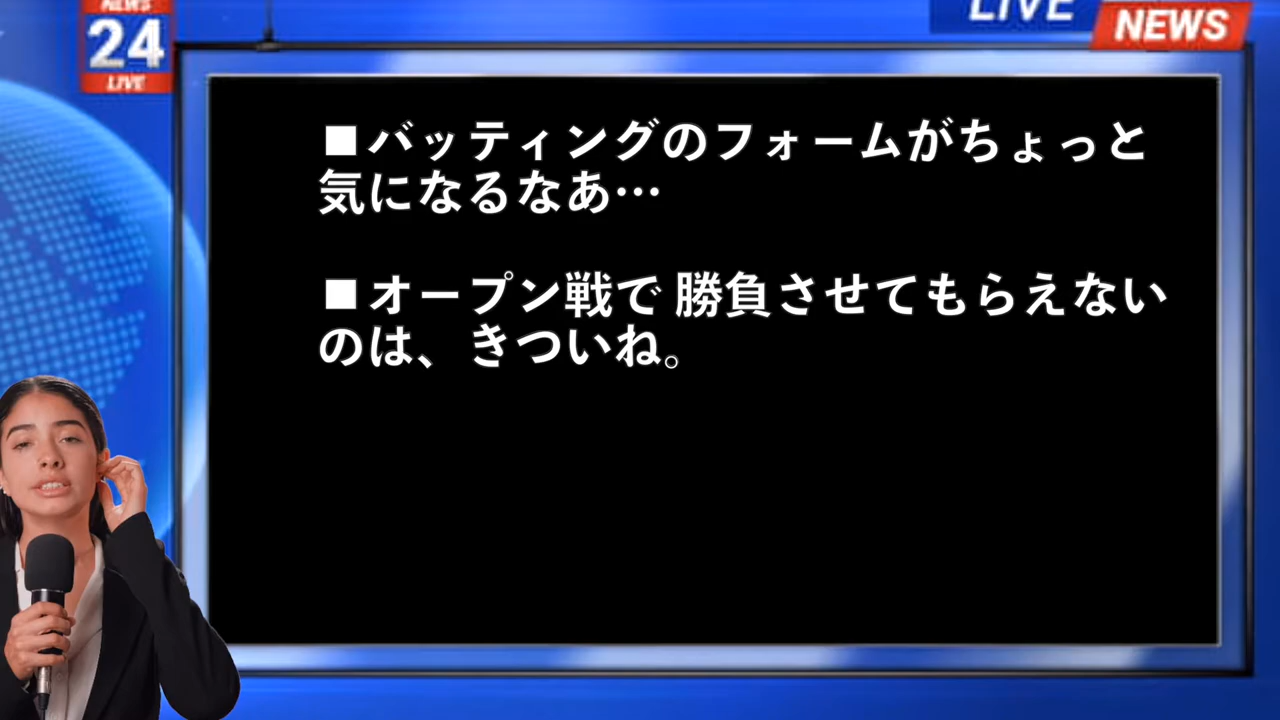 NEWS
24
LIVE
LIVE
NEWS
■バッティングのフォームがちょっと
気になるなあ…
■オープン戦で 勝負させてもらえない
のは、きついね。